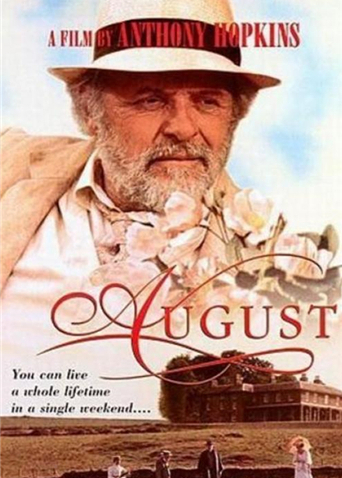 A FILM BY ANTHONY HOPKINS
AUGUST
You can live
a whole lifetime
in a single weekend....